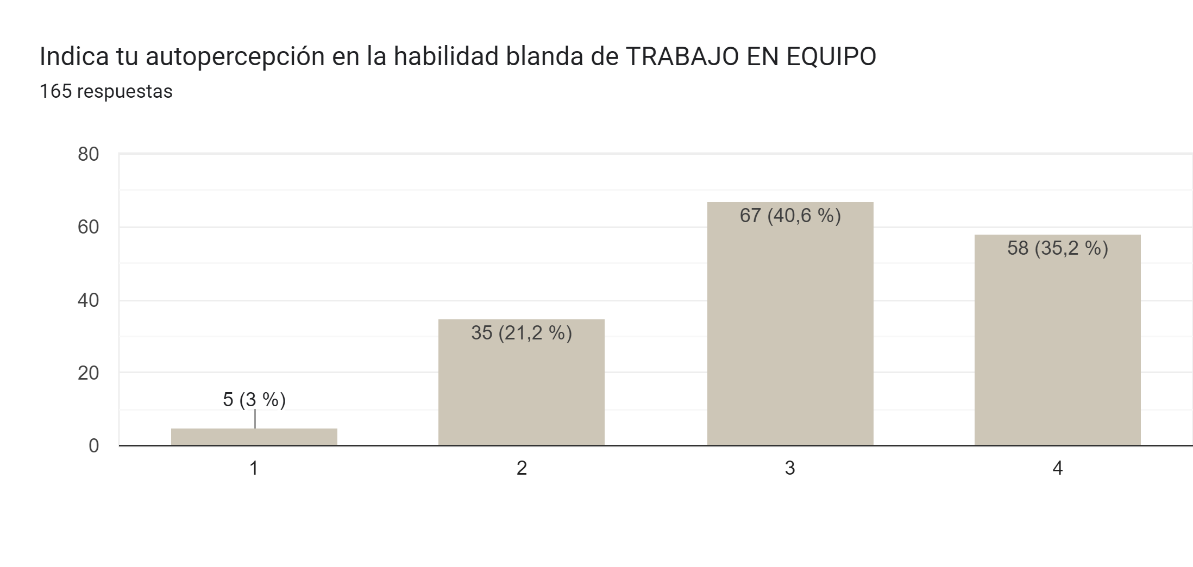 Indica tu autopercepción en la habilidad blanda de TRABAJO EN EQUIPO
165 respuestas
80
60
40
20
0
5 (3 %)
35 (21,2 %)
67 (40,6 %)
58 (35,2 %)
1
2
3
4